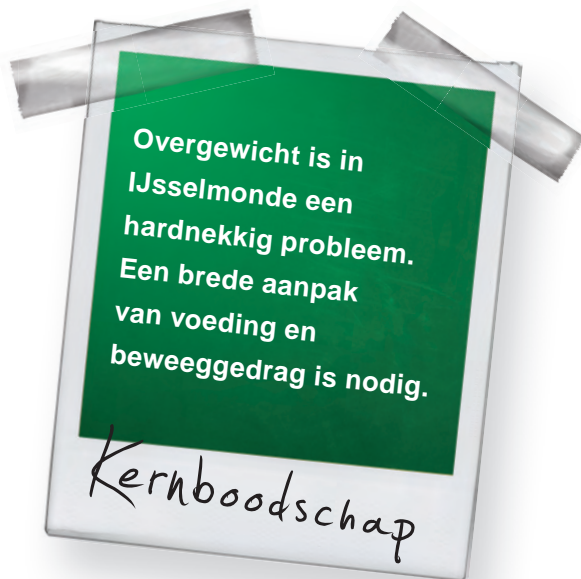 Overgewicht is in
IJsselmonde een
hardnekkig probleem.
Een brede aanpak
van voeding en
beweeggedrag is nodig.
Kernboodschap